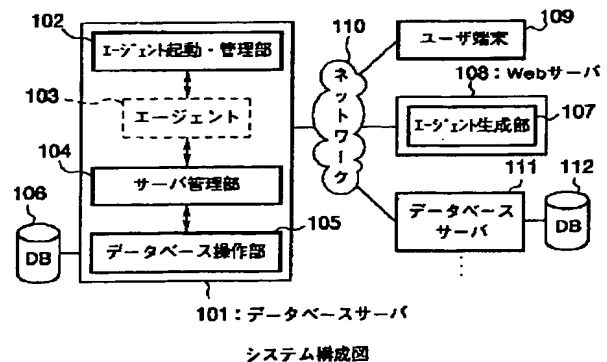 102
エージェント起動・管理部
103
エージェント
104
サーバ管理部
106
105
DB
データベース操作部
101:データベースサーバ
110
ネットワーク
109
ユーザ端末
108:Webサーバ
107
エージェント生成部
111
112
データベース
サーバ
DB
⋮
システム構成図